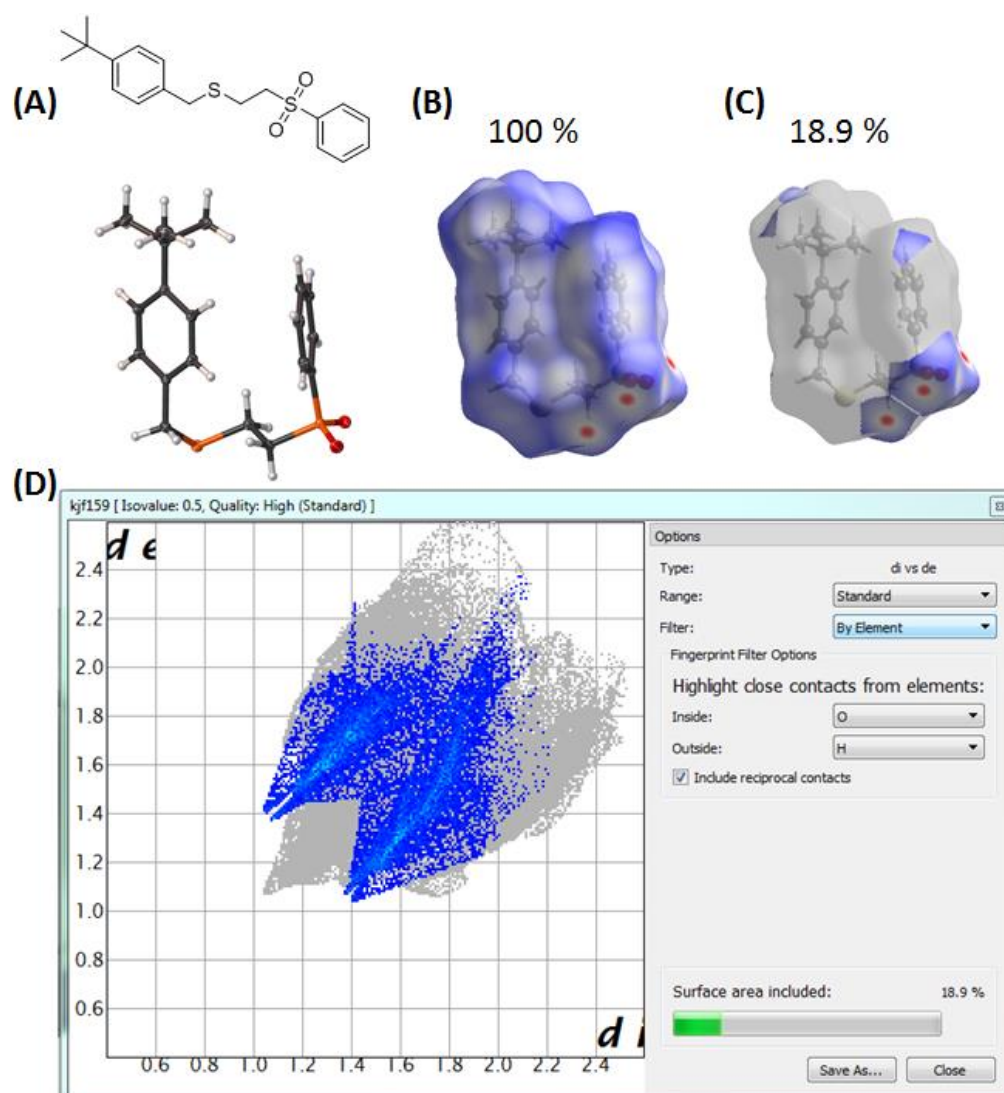 (A)
S
O
S
O
(B)
100 %
(C)
18.9 %
(D)
kjf159 [ Isovalue: 0.5, Quality: High (Standard) ]
d e
2.4
2.2
2.0
1.8
1.6
1.4
1.2
1.0
0.8
0.6
d i
0.6 0.8 1.0 1.2 1.4 1.6 1.8 2.0 2.2 2.4
Options
Type: di vs de
Range: Standard
Filter: By Element
Fingerprint Filter Options
Highlight close contacts from elements:
Inside: O
Outside: H
Include reciprocal contacts
Surface area included: 18.9 %
Save As... Close